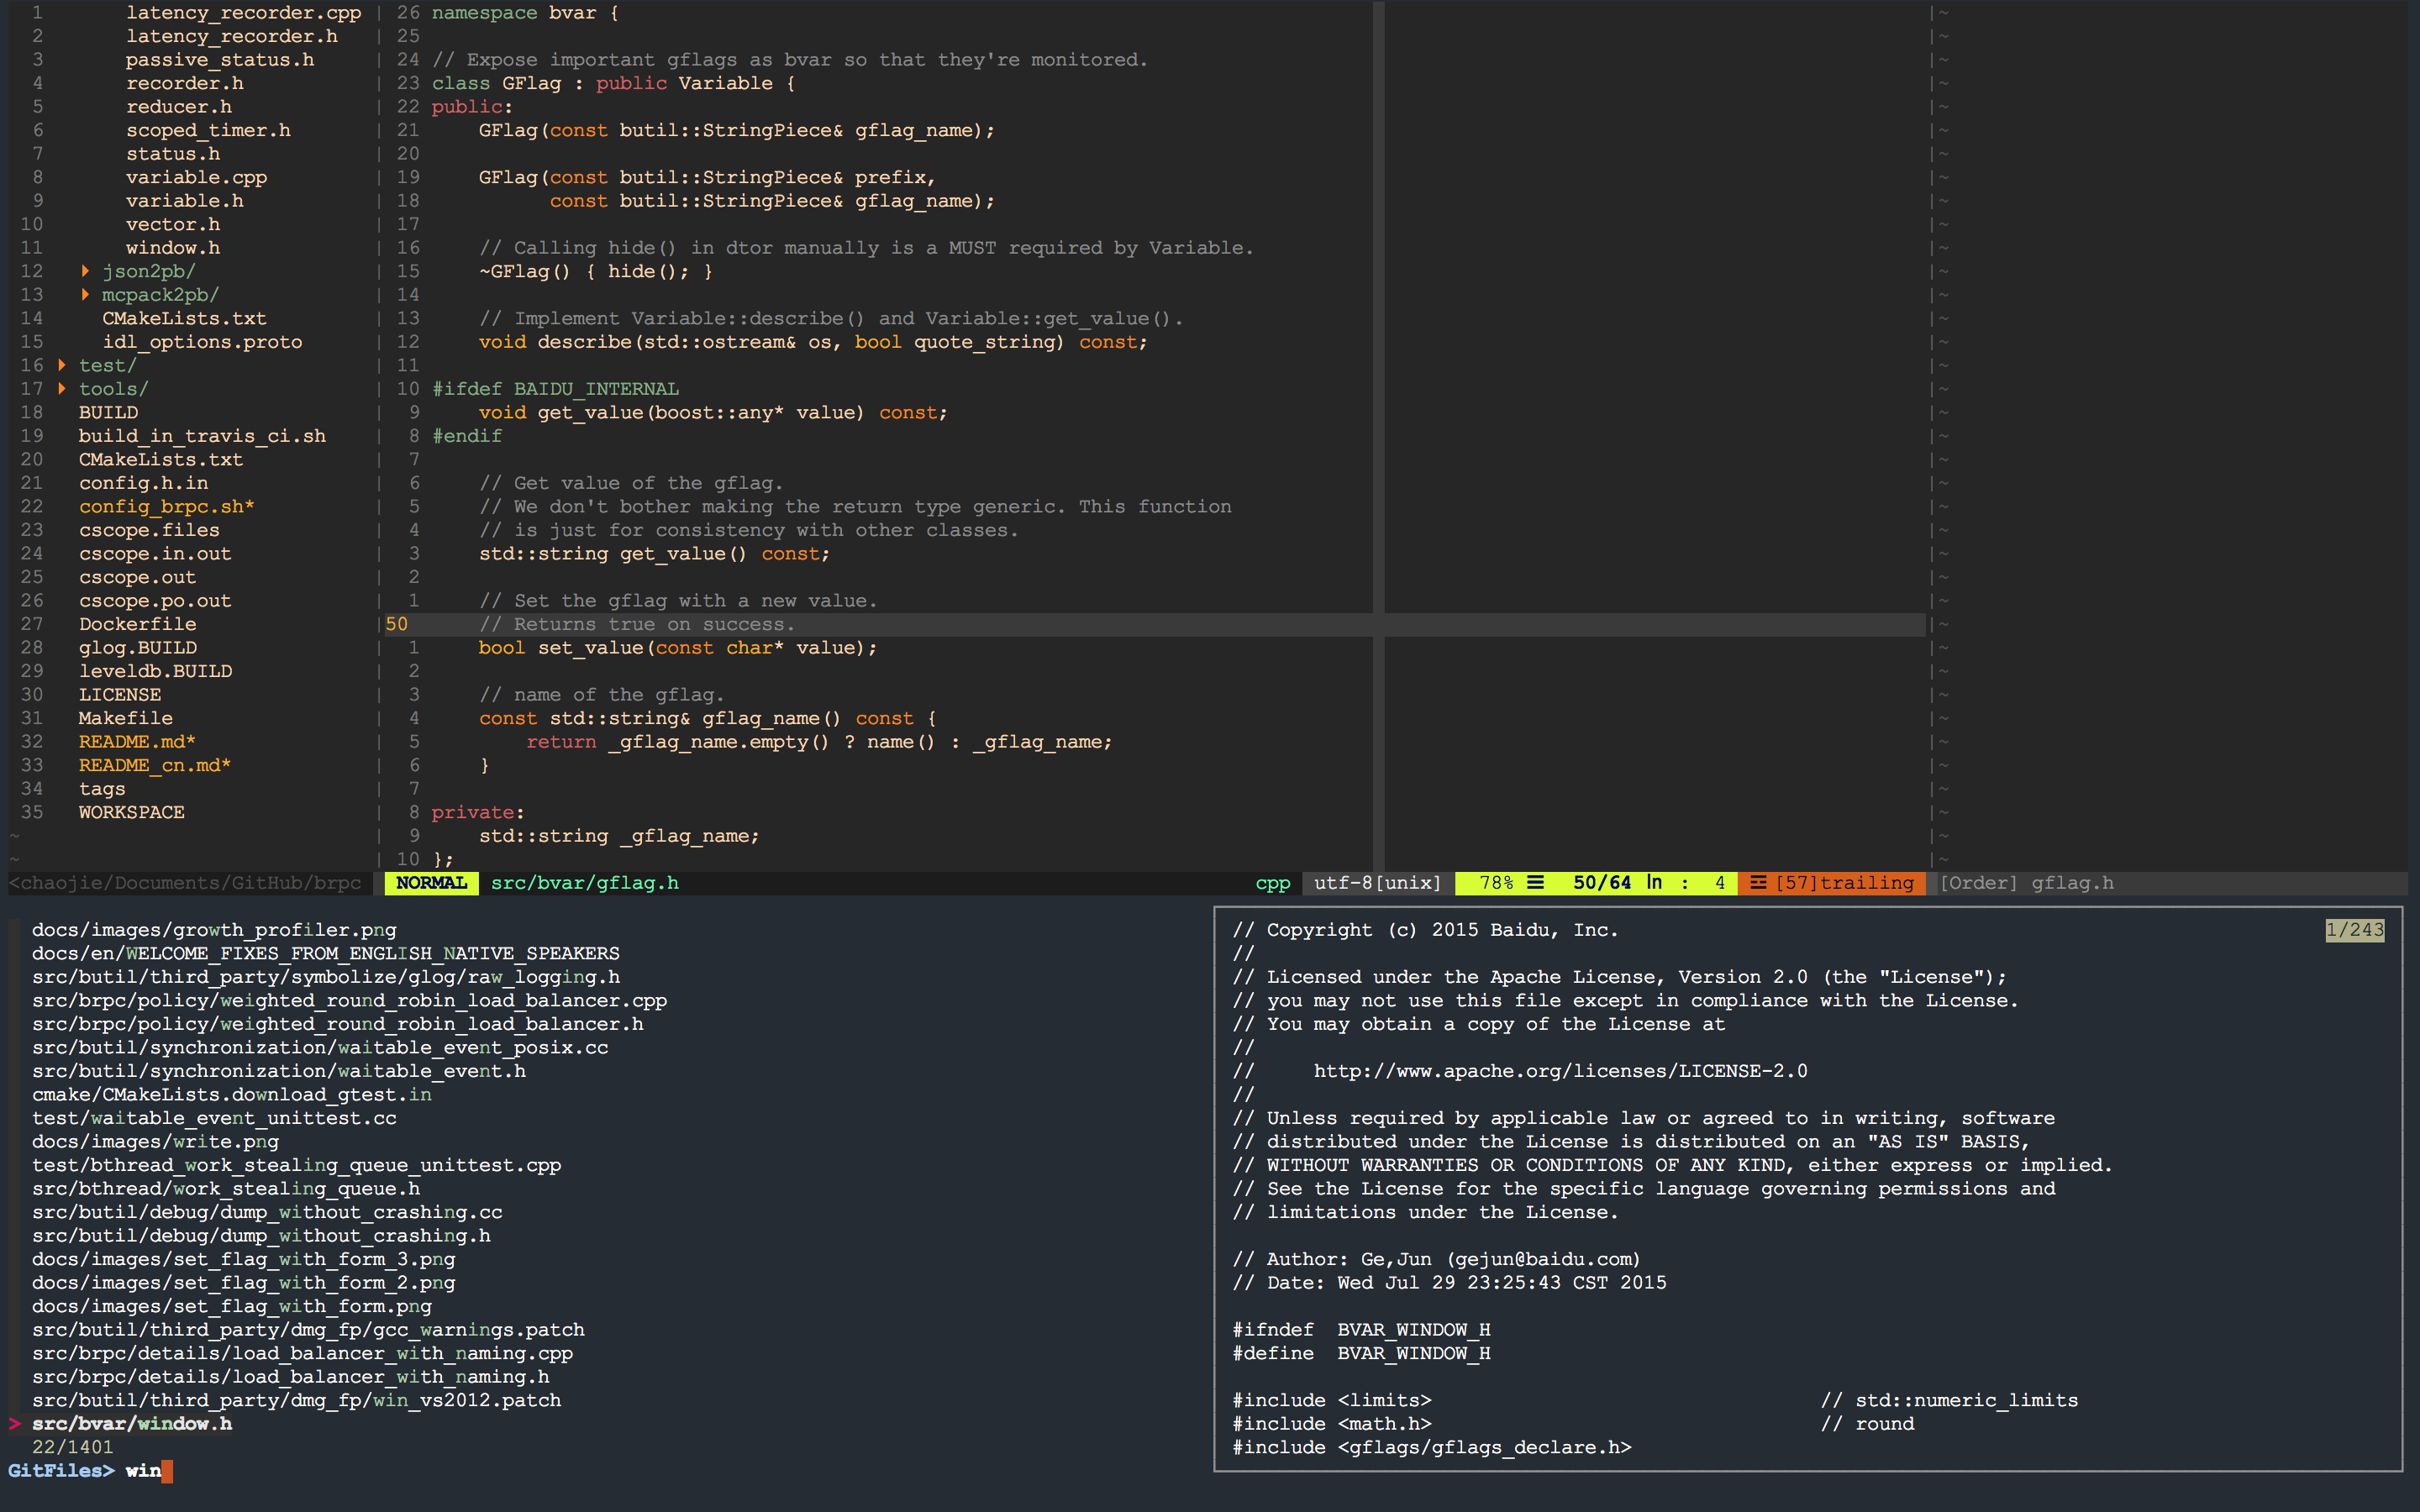 1 latency_recorder.cpp
2 latency_recorder.h
3 passive_status.h
4 recorder.h
5 reducer.h
6 scoped_timer.h
7 status.h
8 variable.cpp
9 variable.h
10 vector.h
11 window.h
12 ▸ json2pb/
13 ▸ mcpack2pb/
14 CMakeLists.txt
15 idl_options.proto
16 ▸ test/
17 ▸ tools/
18 BUILD
19 build_in_travis_ci.sh
20 CMakeLists.txt
21 config.h.in
22 config_brpc.sh*
23 cscope.files
24 cscope.in.out
25 cscope.out
26 cscope.po.out
27 Dockerfile
28 glog.BUILD
29 leveldb.BUILD
30 LICENSE
31 Makefile
32 README.md*
33 README_cn.md*
34 tags
35 WORKSPACE
~
~
<chaojie/Documents/GitHub/brpc
26 namespace bvar {
25
24 // Expose important gflags as bvar so that they're monitored.
23 class GFlag : public Variable {
22 public:
21     GFlag(const butil::StringPiece& gflag_name);
20
19     GFlag(const butil::StringPiece& prefix,
18           const butil::StringPiece& gflag_name);
17
16     // Calling hide() in dtor manually is a MUST required by Variable.
15     ~GFlag() { hide(); }
14
13     // Implement Variable::describe() and Variable::get_value().
12     void describe(std::ostream& os, bool quote_string) const;
11
10 #ifdef BAIDU_INTERNAL
9     void get_value(boost::any* value) const;
8 #endif
7
6     // Get value of the gflag.
5     // We don't bother making the return type generic. This function
4     // is just for consistency with other classes.
3     std::string get_value() const;
2
1     // Set the gflag with a new value.
50     // Returns true on success.
1     bool set_value(const char* value);
2
3     // name of the gflag.
4     const std::string& gflag_name() const {
5         return _gflag_name.empty() ? name() : _gflag_name;
6     }
7
8 private:
9     std::string _gflag_name;
10 };
NORMAL src/bvar/gflag.h cpp utf-8[unix] 78% ☰ 50/64 ln : 4 ☲ [57]trailing
[Order] gflag.h
docs/images/growth_profiler.png
docs/en/WELCOME_FIXES_FROM_ENGLISH_NATIVE_SPEAKERS
src/butil/third_party/symbolize/glog/raw_logging.h
src/brpc/policy/weighted_round_robin_load_balancer.cpp
src/brpc/policy/weighted_round_robin_load_balancer.h
src/butil/synchronization/waitable_event_posix.cc
src/butil/synchronization/waitable_event.h
cmake/CMakeLists.download_gtest.in
test/waitable_event_unittest.cc
docs/images/write.png
test/bthread_work_stealing_queue_unittest.cpp
src/bthread/work_stealing_queue.h
src/butil/debug/dump_without_crashing.cc
src/butil/debug/dump_without_crashing.h
docs/images/set_flag_with_form_3.png
docs/images/set_flag_with_form_2.png
docs/images/set_flag_with_form.png
src/butil/third_party/dmg_fp/gcc_warnings.patch
src/brpc/details/load_balancer_with_naming.cpp
src/brpc/details/load_balancer_with_naming.h
src/butil/third_party/dmg_fp/win_vs2012.patch
> src/bvar/window.h
22/1401
GitFiles> win
// Copyright (c) 2015 Baidu, Inc. 1/243
//
// Licensed under the Apache License, Version 2.0 (the "License");
// you may not use this file except in compliance with the License.
// You may obtain a copy of the License at
//
//     http://www.apache.org/licenses/LICENSE-2.0
//
// Unless required by applicable law or agreed to in writing, software
// distributed under the License is distributed on an "AS IS" BASIS,
// WITHOUT WARRANTIES OR CONDITIONS OF ANY KIND, either express or implied.
// See the License for the specific language governing permissions and
// limitations under the License.
// Author: Ge,Jun (gejun@baidu.com)
// Date: Wed Jul 29 23:25:43 CST 2015
#ifndef  BVAR_WINDOW_H
#define  BVAR_WINDOW_H
#include <limits>                                 // std::numeric_limits
#include <math.h>                                 // round
#include <gflags/gflags_declare.h>